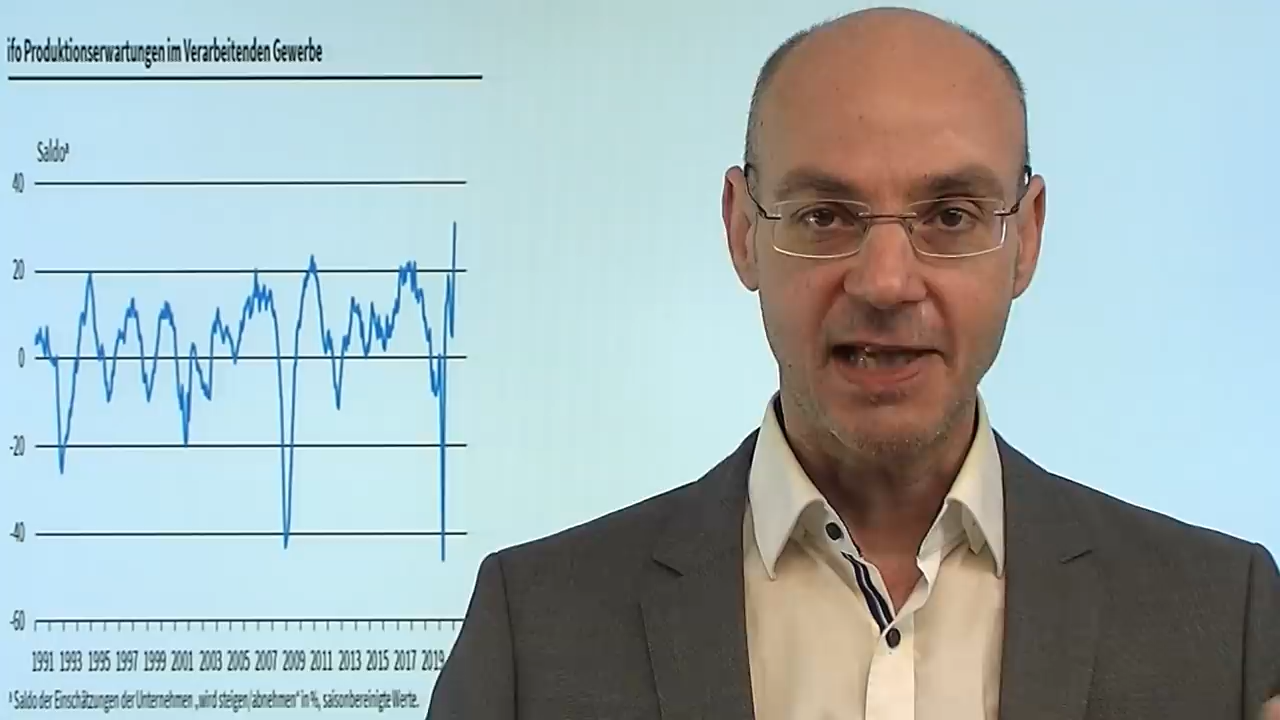 ifo Produktionserwartungen im Verarbeitenden Gewerbe
Saldoª
40
20
0
-20
-40
-60
1991 1993 1995 1997 1999 2001 2003 2005 2007 2009 2011 2013 2015 2017 2019
ª Saldo der Einschätzungen der Unternehmen „wird steigen/abnehmen" in %, saisonbereinigte Werte.